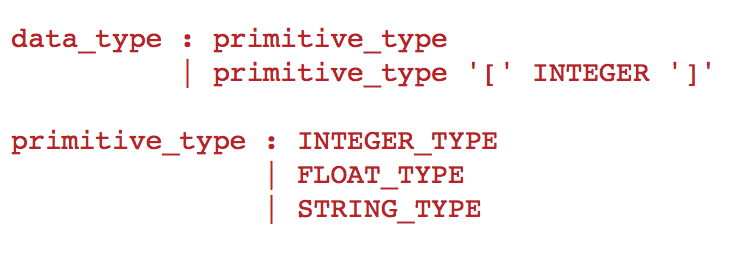 data_type : primitive_type
| primitive_type '[' INTEGER ']'
primitive_type : INTEGER_TYPE
| FLOAT_TYPE
| STRING_TYPE